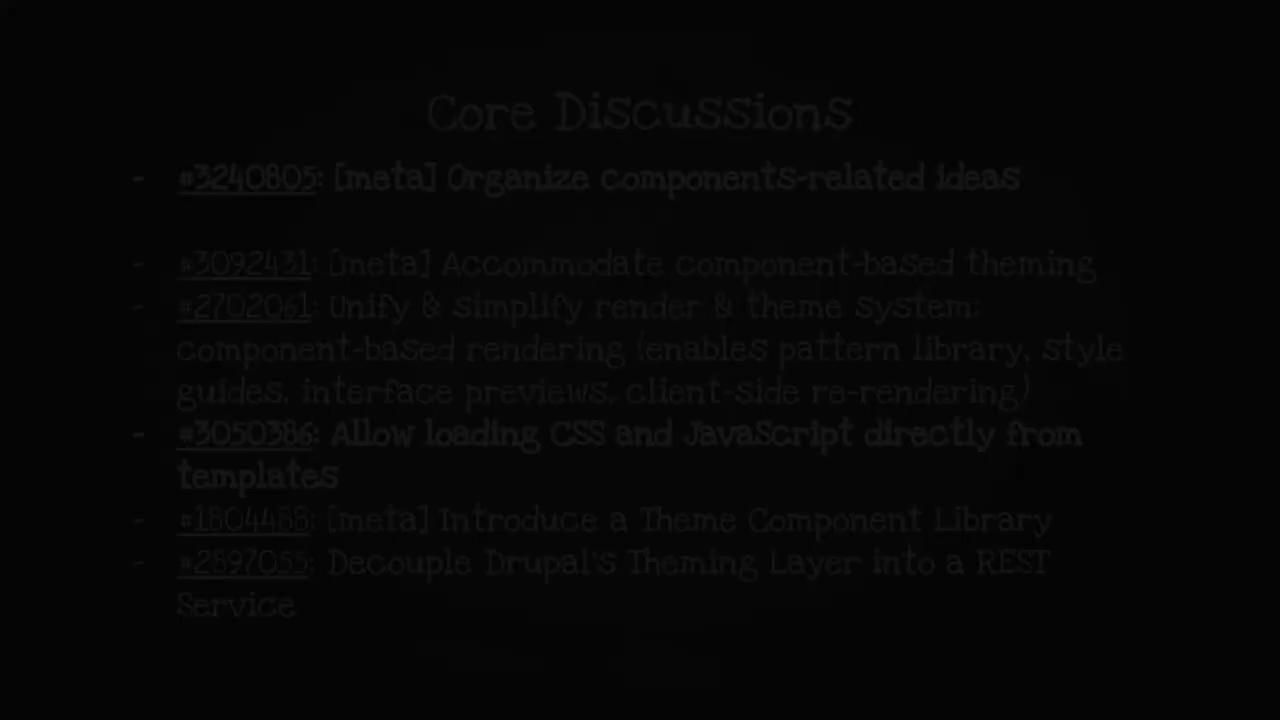 Core Discussions
- #3240805: [meta] Organize components-related ideas
- #3092431: [meta] Accommodate component-based theming
- #2702061: Unify & simplify render & theme system:
component-based rendering (enables pattern library, style
guides, interface previews, client-side re-rendering)
- #3050386: Allow loading CSS and JavaScript directly from
templates
- #1804488: [meta] Introduce a Theme Component Library
- #2897055: Decouple Drupal's Theming Layer into a REST
Service